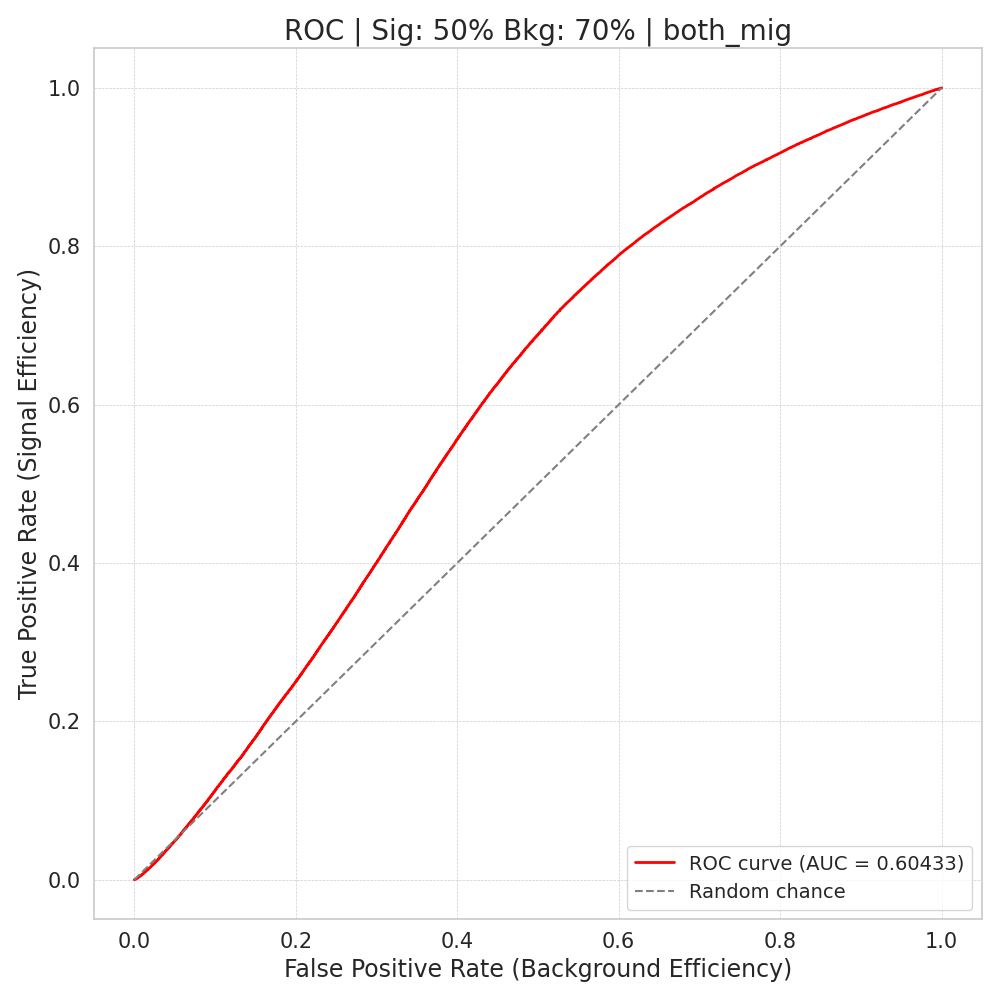 ROC | Sig: 50% Bkg: 70% | both_mig
True Positive Rate (Signal Efficiency)
1.0
0.8
0.6
0.4
0.2
0.0
ROC curve (AUC = 0.60433)
Random chance
0.0 0.2 0.4 0.6 0.8 1.0
False Positive Rate (Background Efficiency)